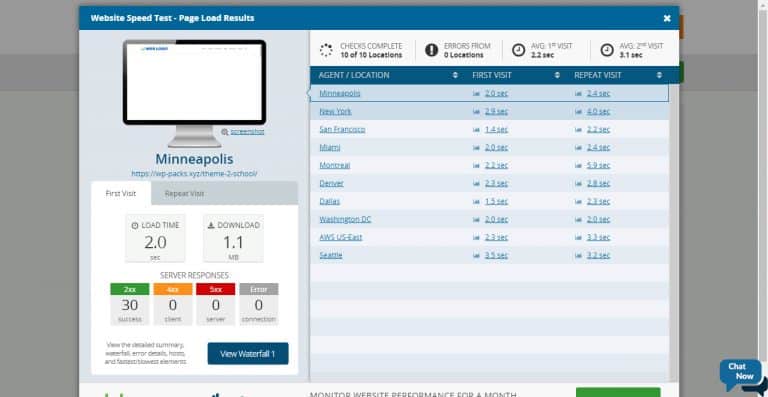 Website Speed Test - Page Load Results
CHECKS COMPLETE
10 of 10 Locations
ERRORS FROM
0 Locations
AVG: 1ST VISIT
2.2 sec
AVG: 2ND VISIT
3.1 sec
screenshot
Minneapolis
https://wp-packs.xyz/theme-2-school/
First Visit
Repeat Visit
LOAD TIME
2.0
sec
DOWNLOAD
1.1
MB
SERVER RESPONSES
2xx 4xx 5xx Error
30 0 0 0
success client server connection
View the detailed summary,
waterfall, error details, hosts,
and fastest/slowest elements
View Waterfall 1
AGENT / LOCATION FIRST VISIT REPEAT VISIT
Minneapolis 2.0 sec 2.4 sec
New York 2.9 sec 4.0 sec
San Francisco 1.4 sec 2.2 sec
Miami 2.0 sec 2.4 sec
Montreal 2.2 sec 5.9 sec
Denver 2.3 sec 2.8 sec
Dallas 1.5 sec 2.3 sec
Washington DC 2.0 sec 2.0 sec
AWS US-East 2.3 sec 3.3 sec
Seattle 3.5 sec 3.2 sec
MONITOR WEBSITE PERFORMANCE FOR A MONTH
Chat
Now